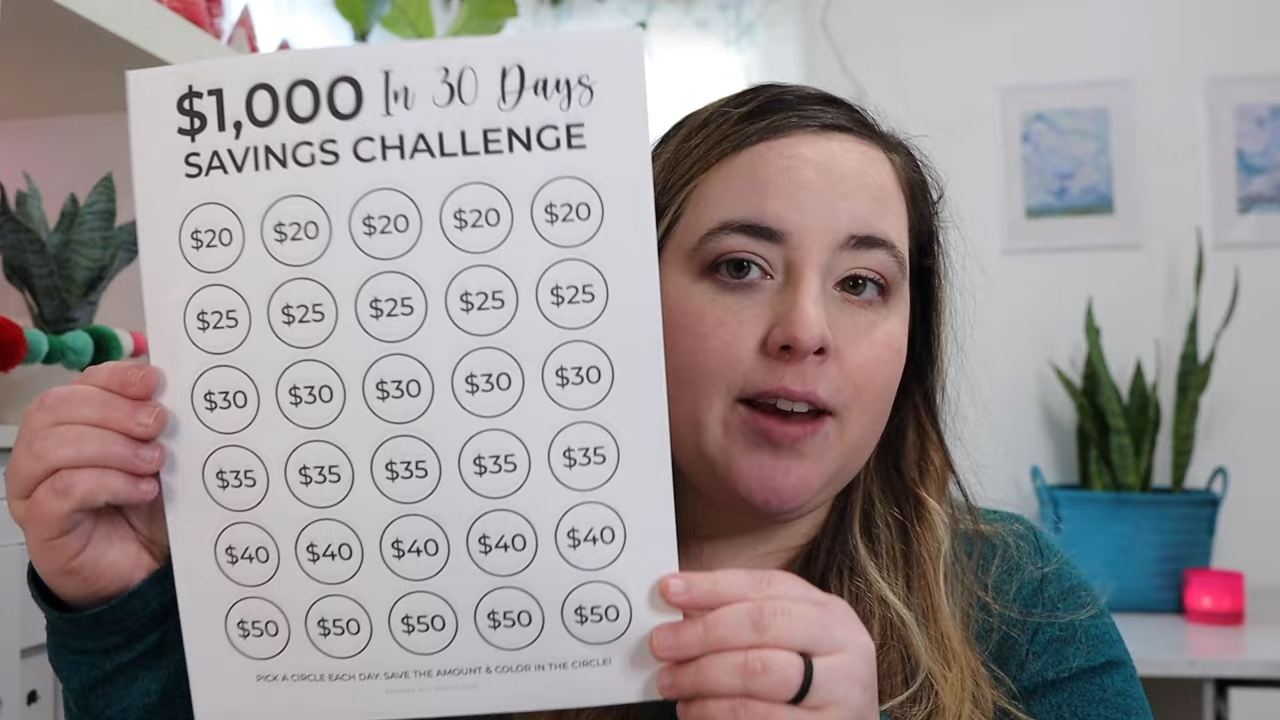 $1,000 In 30 Days
SAVINGS CHALLENGE
$20 $20 $20 $20 $20
$25 $25 $25 $25 $25
$30 $30 $30 $30 $30
$35 $35 $35 $35 $35
$40 $40 $40 $40 $40
$50 $50 $50 $50 $50
PICK A CIRCLE EACH DAY. SAVE THE AMOUNT & COLOR IN THE CIRCLE!